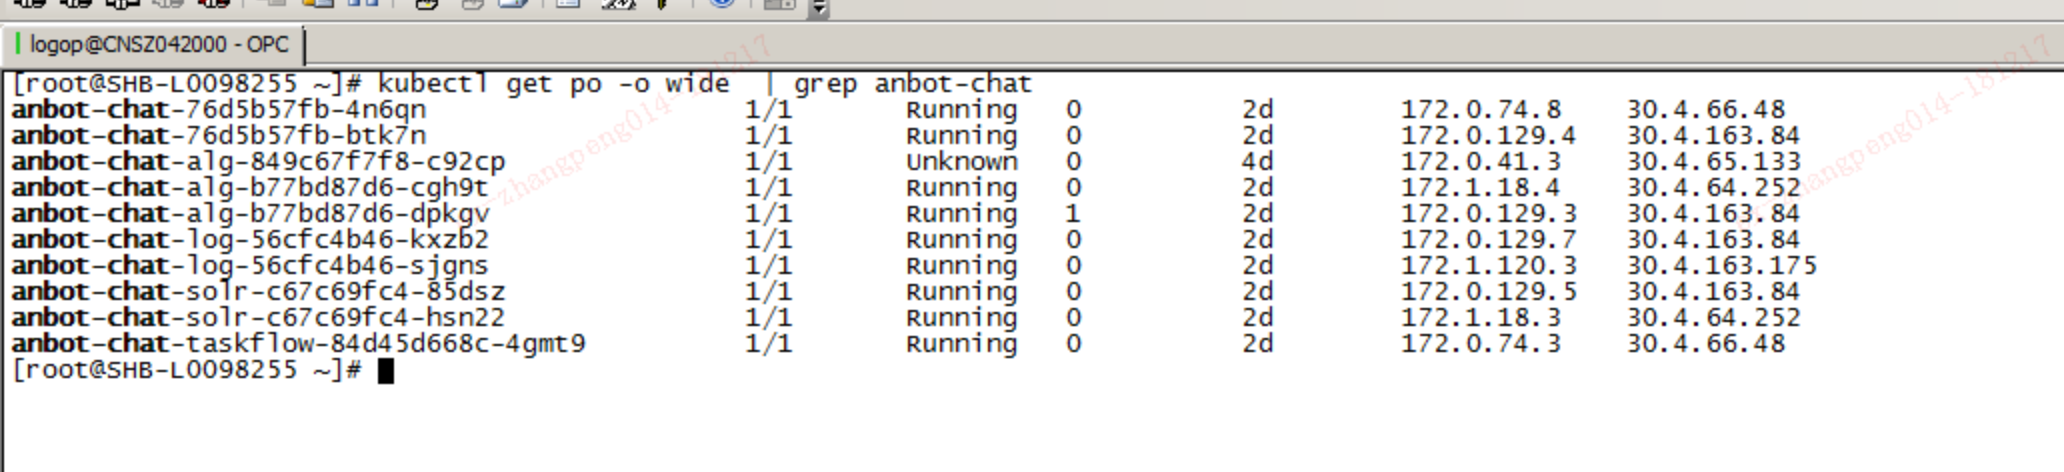 logop@CNSZ042000 - OPC
[root@SHB-L0098255 ~]# kubectl get po -o wide  | grep anbot-chat
anbot-chat-76d5b57fb-4n6qn 1/1 Running 0 2d 172.0.74.8 30.4.66.48
anbot-chat-76d5b57fb-btk7n 1/1 Running 0 2d 172.0.129.4 30.4.163.84
anbot-chat-alg-849c67f7f8-c92cp 1/1 Unknown 0 4d 172.0.41.3 30.4.65.133
anbot-chat-alg-b77bd87d6-cgh9t 1/1 Running 0 2d 172.1.18.4 30.4.64.252
anbot-chat-alg-b77bd87d6-dpkgv 1/1 Running 1 2d 172.0.129.3 30.4.163.84
anbot-chat-log-56cfc4b46-kxzb2 1/1 Running 0 2d 172.0.129.7 30.4.163.84
anbot-chat-log-56cfc4b46-sjgns 1/1 Running 0 2d 172.1.120.3 30.4.163.175
anbot-chat-solr-c67c69fc4-85dsz 1/1 Running 0 2d 172.0.129.5 30.4.163.84
anbot-chat-solr-c67c69fc4-hsn22 1/1 Running 0 2d 172.1.18.3 30.4.64.252
anbot-chat-taskflow-84d45d668c-4gmt9 1/1 Running 0 2d 172.0.74.3 30.4.66.48
[root@SHB-L0098255 ~]#